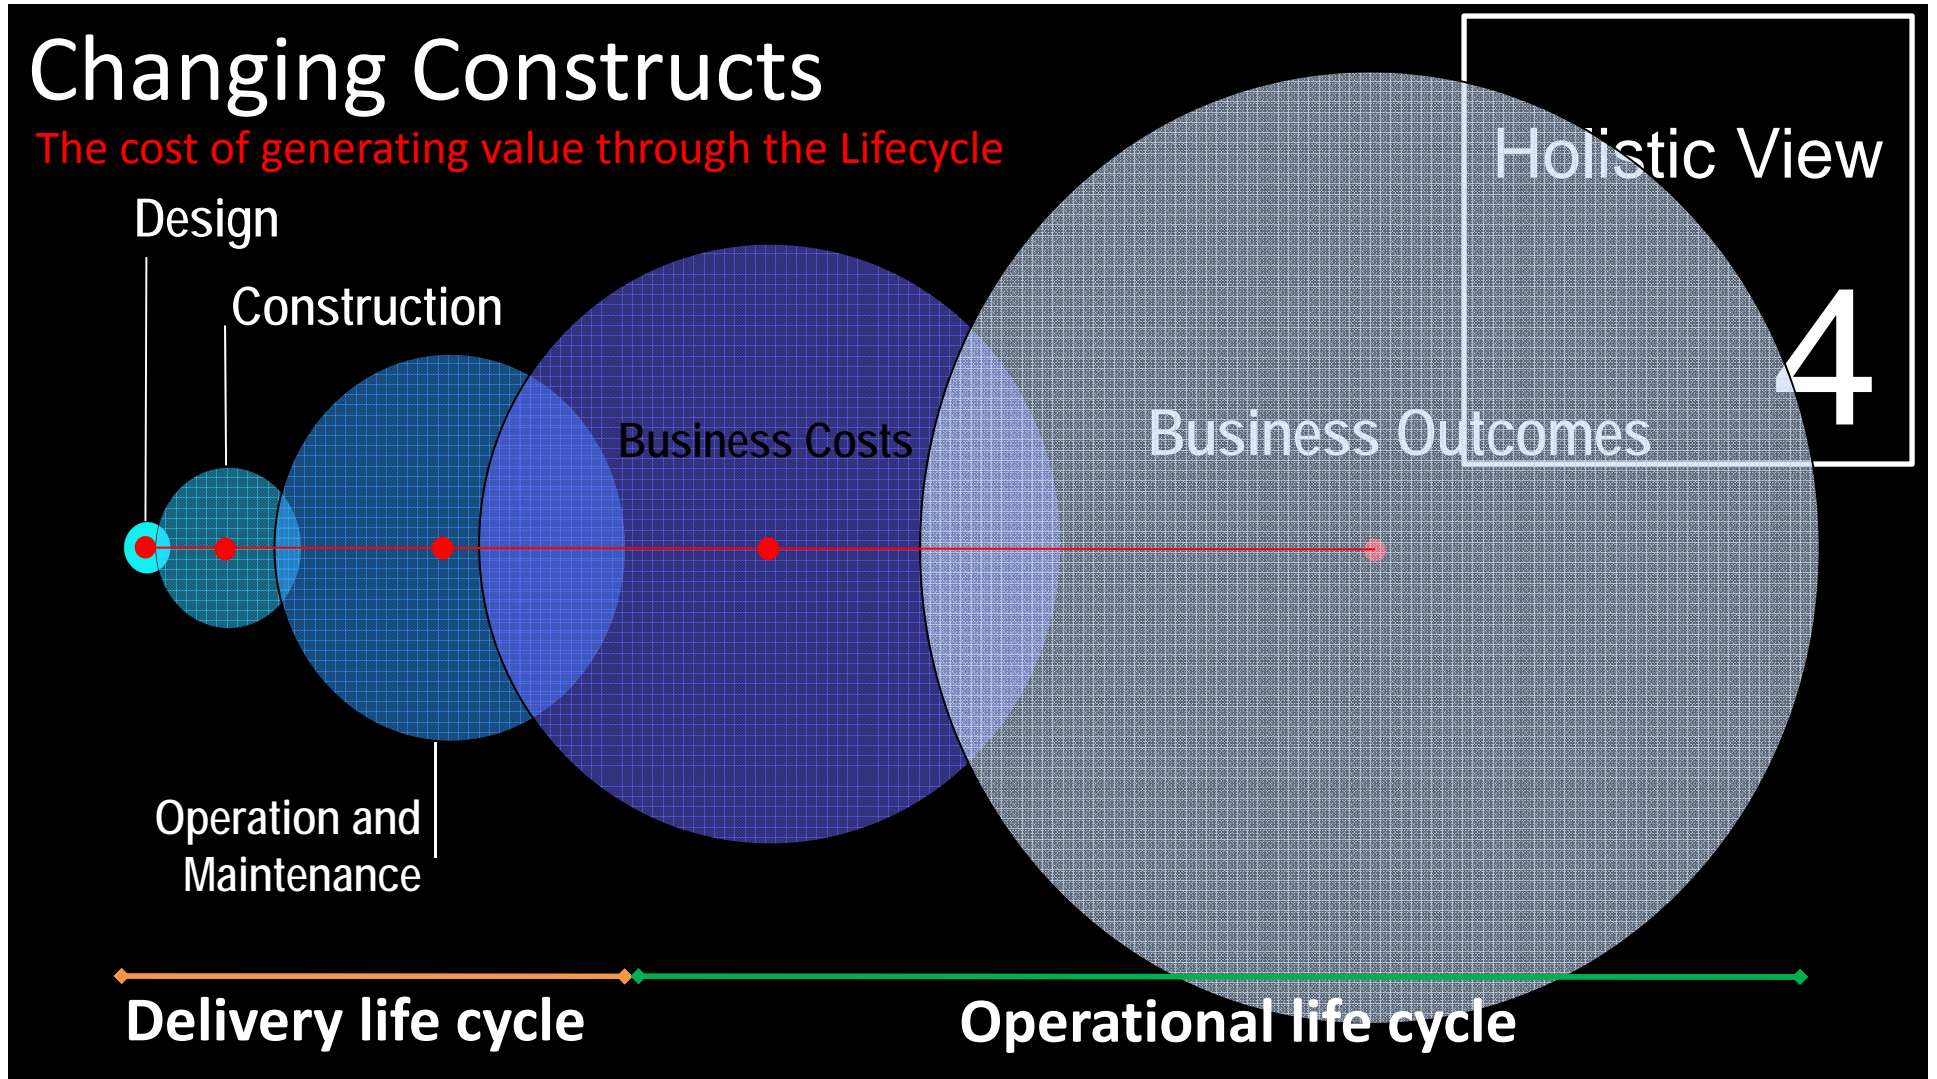 Changing Constructs
The cost of generating value through the Lifecycle
Holistic View
4
Design
Construction
Business Costs
Business Outcomes
Operation and
Maintenance
Delivery life cycle
Operational life cycle